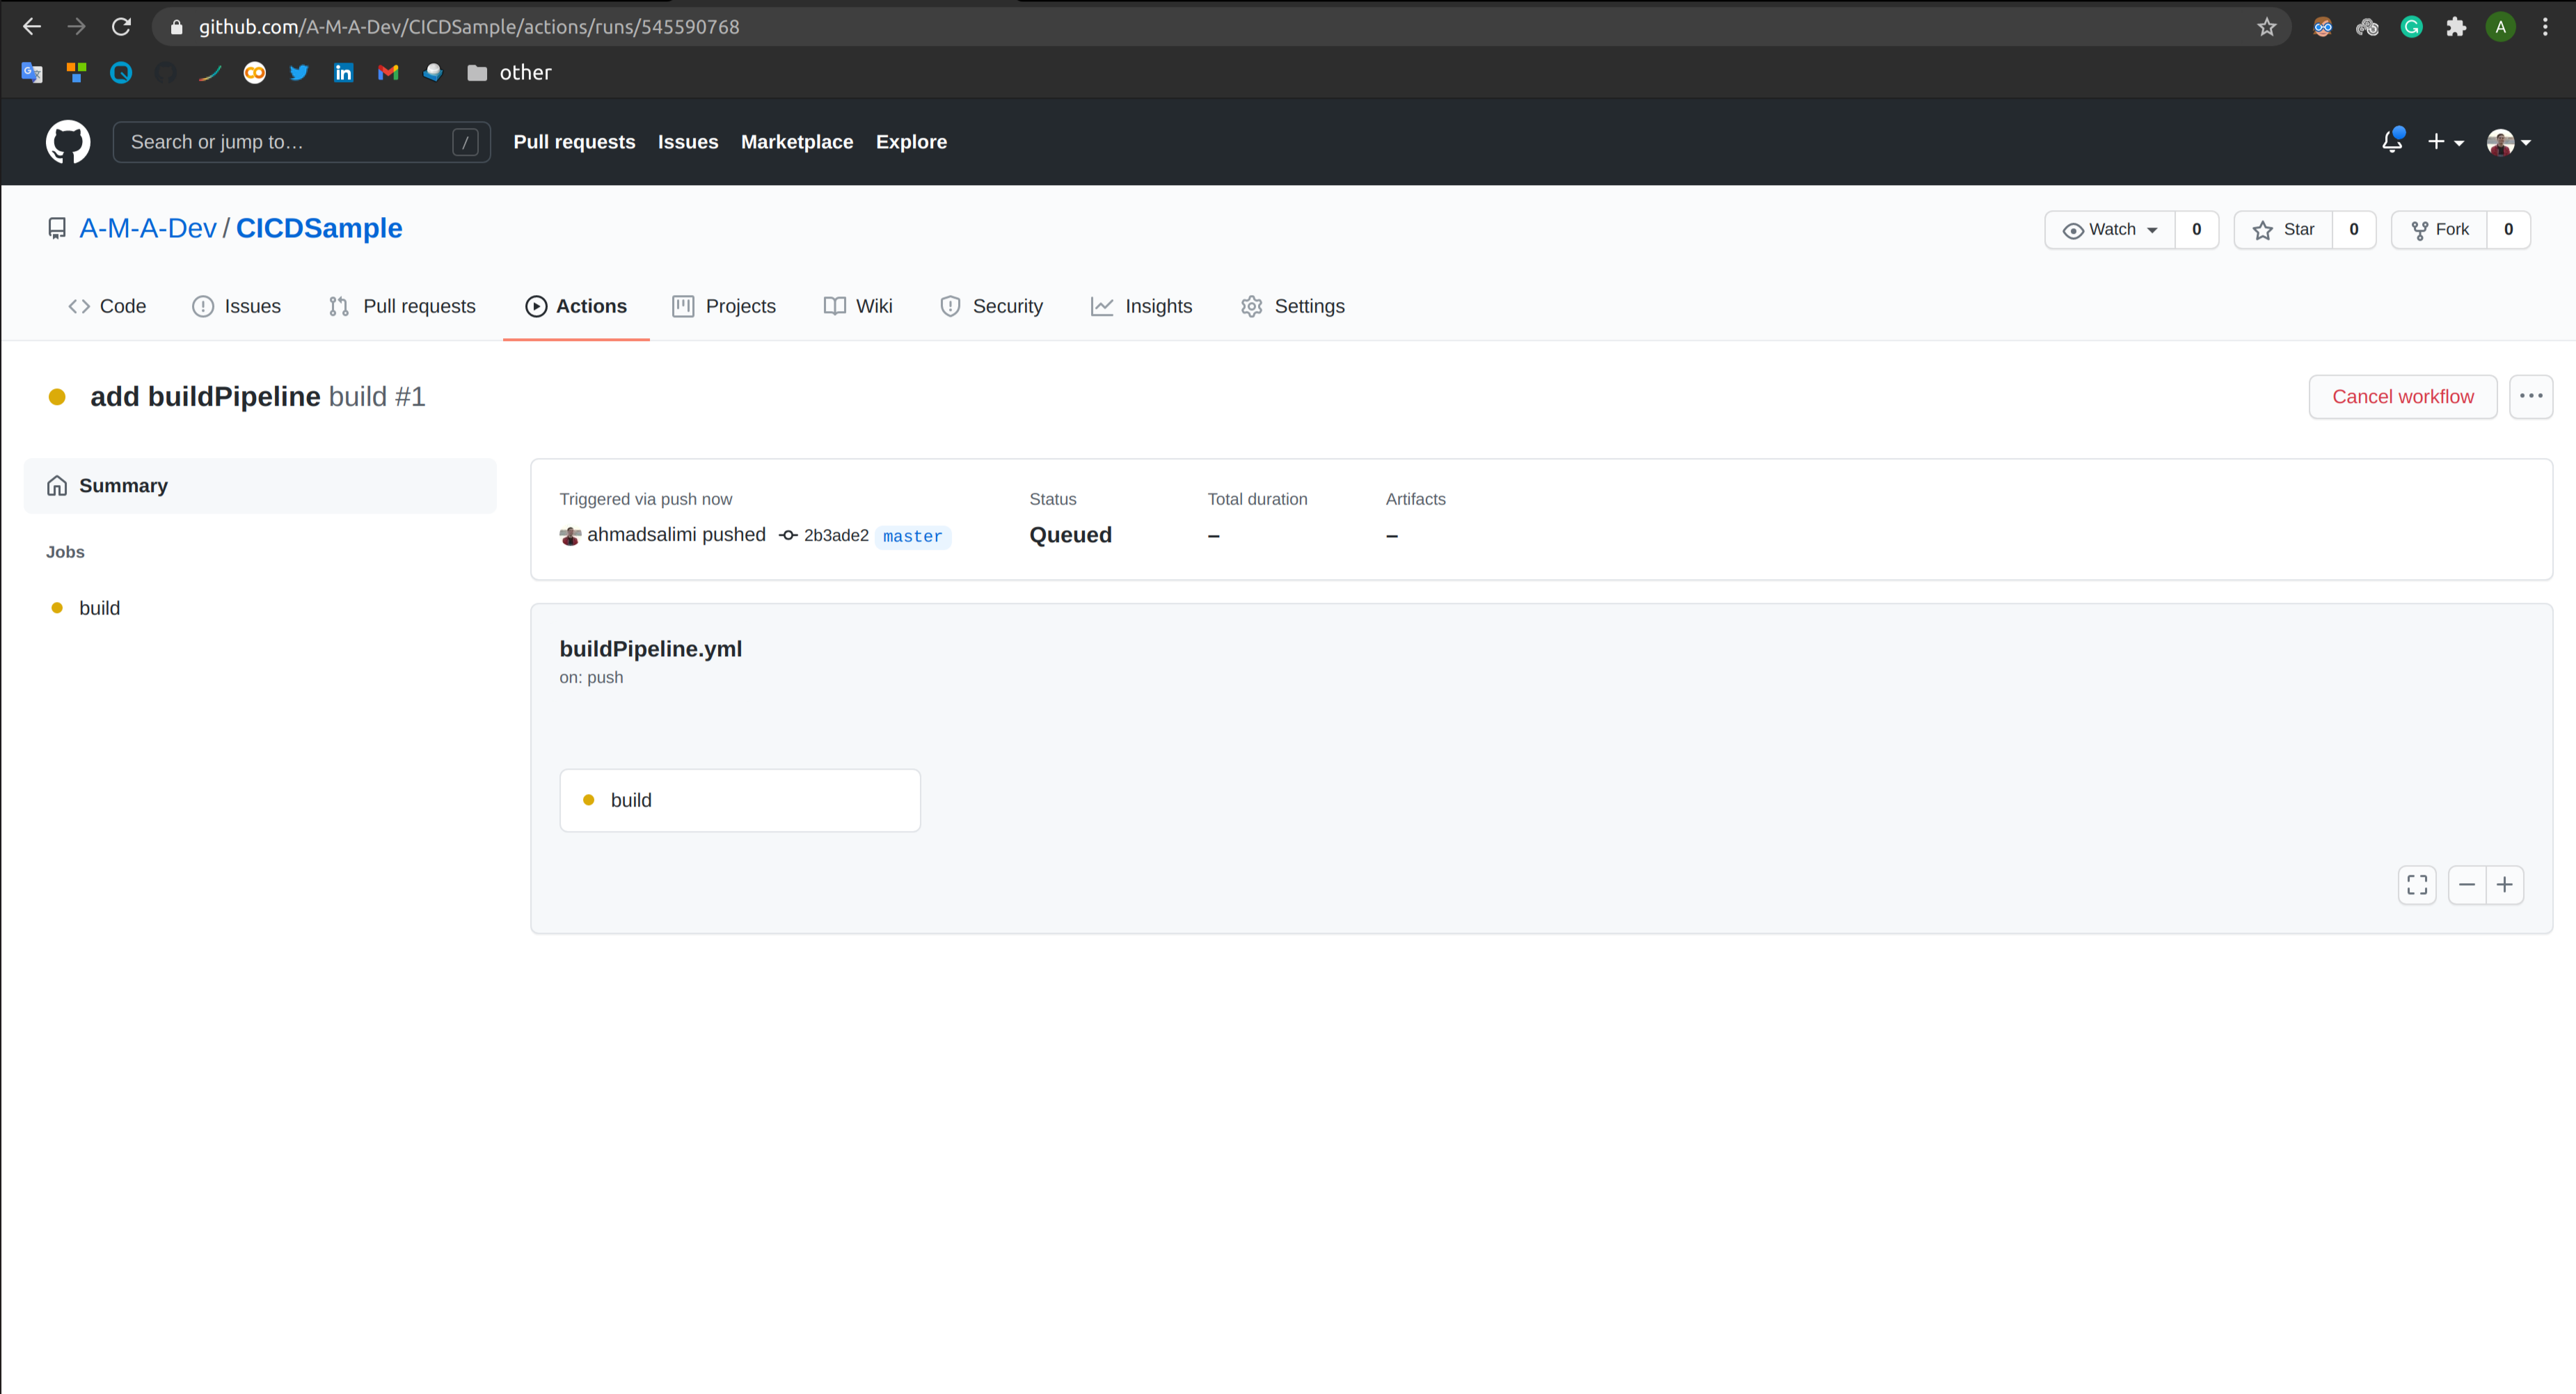 github.com/A-M-A-Dev/CICDSample/actions/runs/545590768
A
other
Search or jump to…
/
Pull requests Issues Marketplace Explore
A-M-A-Dev / CICDSample
Watch 0 Star 0 Fork 0
Code Issues Pull requests Actions Projects Wiki Security Insights Settings
add buildPipeline build #1
Cancel workflow
Summary
Jobs
build
Triggered via push now
ahmadsalimi pushed 2b3ade2 master
Status
Queued
Total duration
–
Artifacts
–
buildPipeline.yml
on: push
build